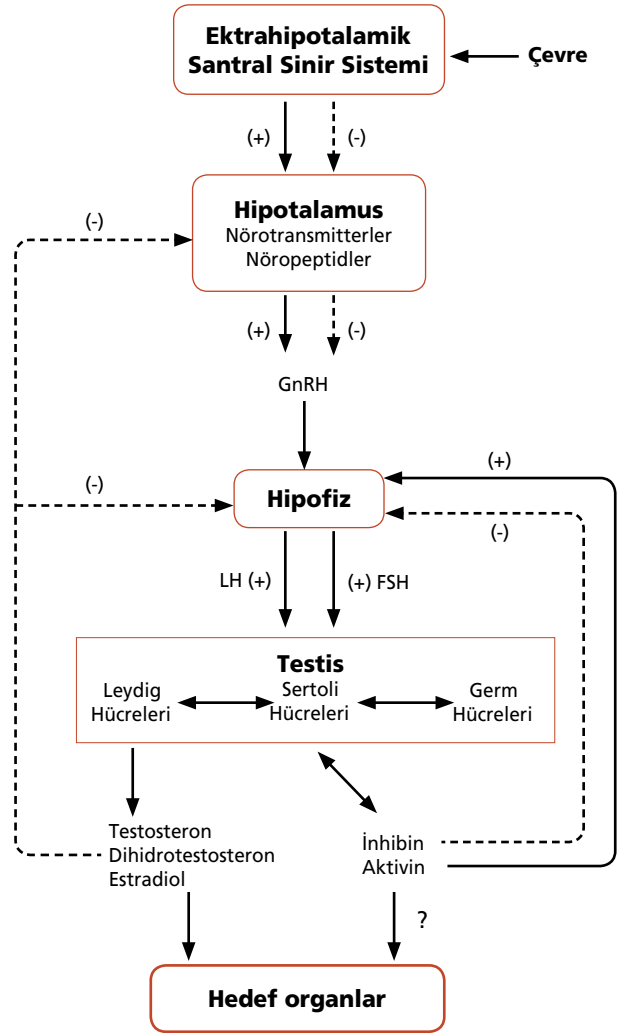 Ektrahipotalamik
Santral Sinir Sistemi
Çevre
(+)
(-)
Hipotalamus
Nörotransmitterler
Nöropeptidler
(-)
(+)
(-)
GnRH
(+)
(-)
Hipofiz
(-)
LH (+)
(+) FSH
Testis
Leydig
Hücreleri
Sertoli
Hücreleri
Germ
Hücreleri
Testosteron
Dihidrotestosteron
Estradiol
İnhibin
Aktivin
?
Hedef organlar